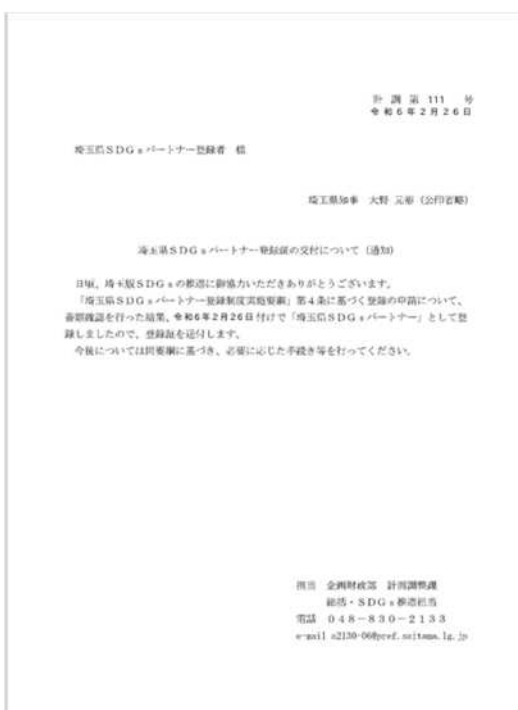 計調第111号
令和6年2月26日
埼玉県SDGsパートナー登録者 様
埼玉県知事 大野 元裕（公印省略）
埼玉県SDGsパートナー登録証の交付について（通知）
日頃、埼玉版SDGsの推進に御協力いただきありがとうございます。
「埼玉県SDGsパートナー登録制度実施要綱」第４条に基づく登録の申請について、
書類確認を行った結果、令和6年2月26日付けで「埼玉県SDGsパートナー」として登
録しましたので、登録証を送付します。
今後については同要綱に基づき、必要に応じた手続き等を行ってください。
担当 企画財政部 計画調整課
総括・SDGs推進担当
電話 048－830－2133
e-mail a2130-06@pref.saitama.lg.jp